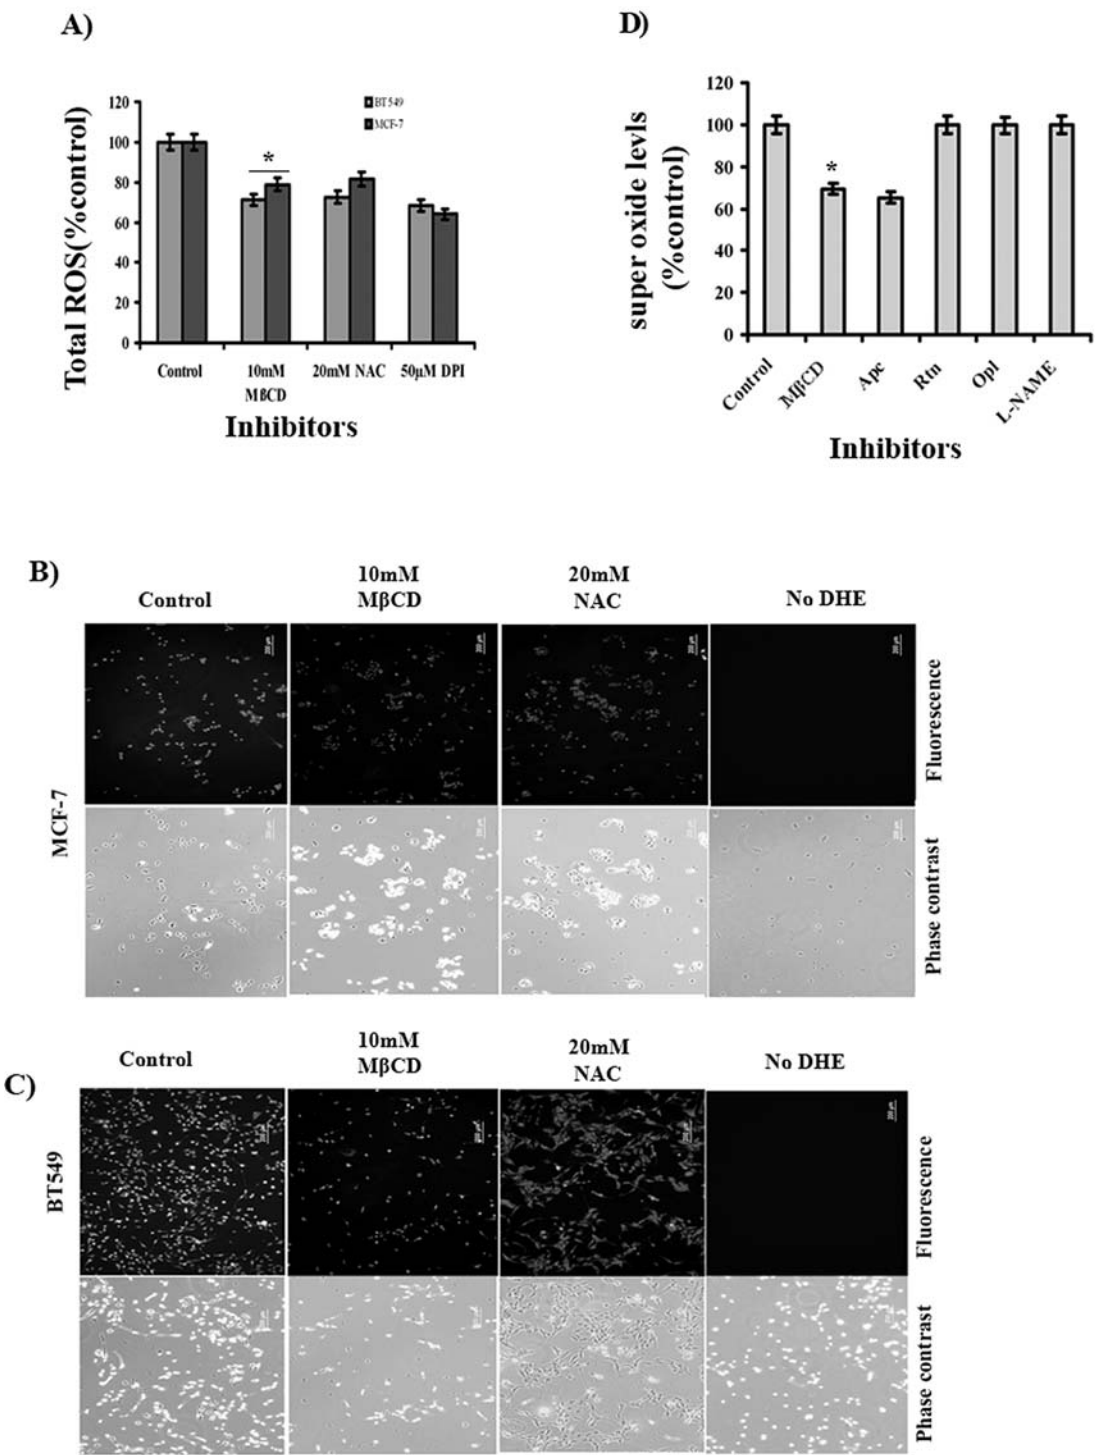 A)
D)
Total ROS(%control)
120
100
80
60
40
20
0
BT549
MCF-7
*
Control
10mM
MβCD
20mM NAC
50μM DPI
Inhibitors
super oxide levls
(%control)
120
100
80
60
40
20
0
*
Control
MβCD
Apc
Rtn
Opl
L-NAME
Inhibitors
B)
Control
10mM
MβCD
20mM
NAC
No DHE
MCF-7
Fluorescence
Phase contrast
C)
Control
10mM
MβCD
20mM
NAC
No DHE
BT549
Fluorescence
Phase contrast